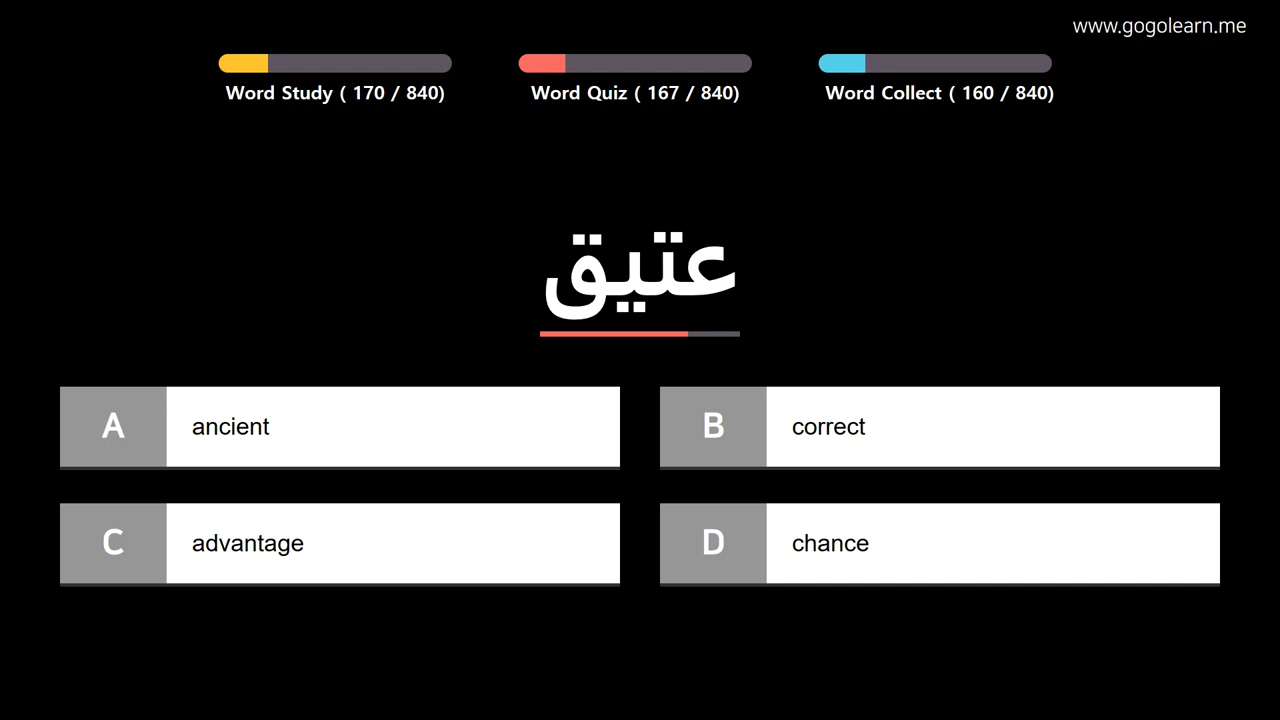 www.gogolearn.me
Word Study ( 170 / 840)
Word Quiz ( 167 / 840)
Word Collect ( 160 / 840)
عتيق
A ancient
B correct
C advantage
D chance